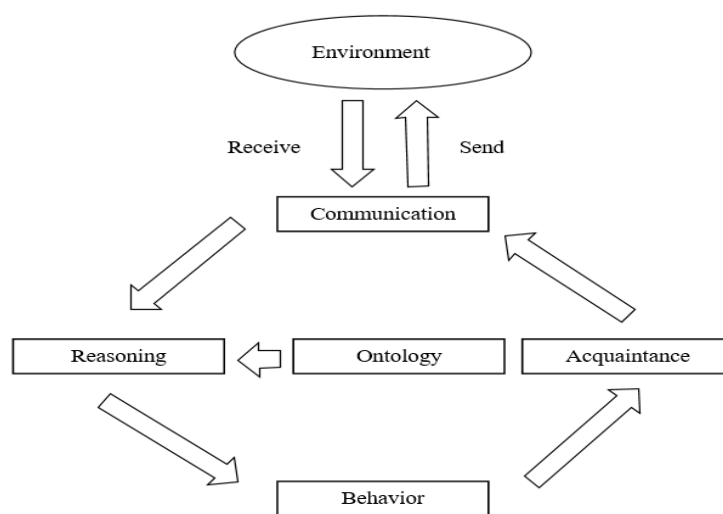 Environment
Receive
Send
Communication
Reasoning
Ontology
Acquaintance
Behavior